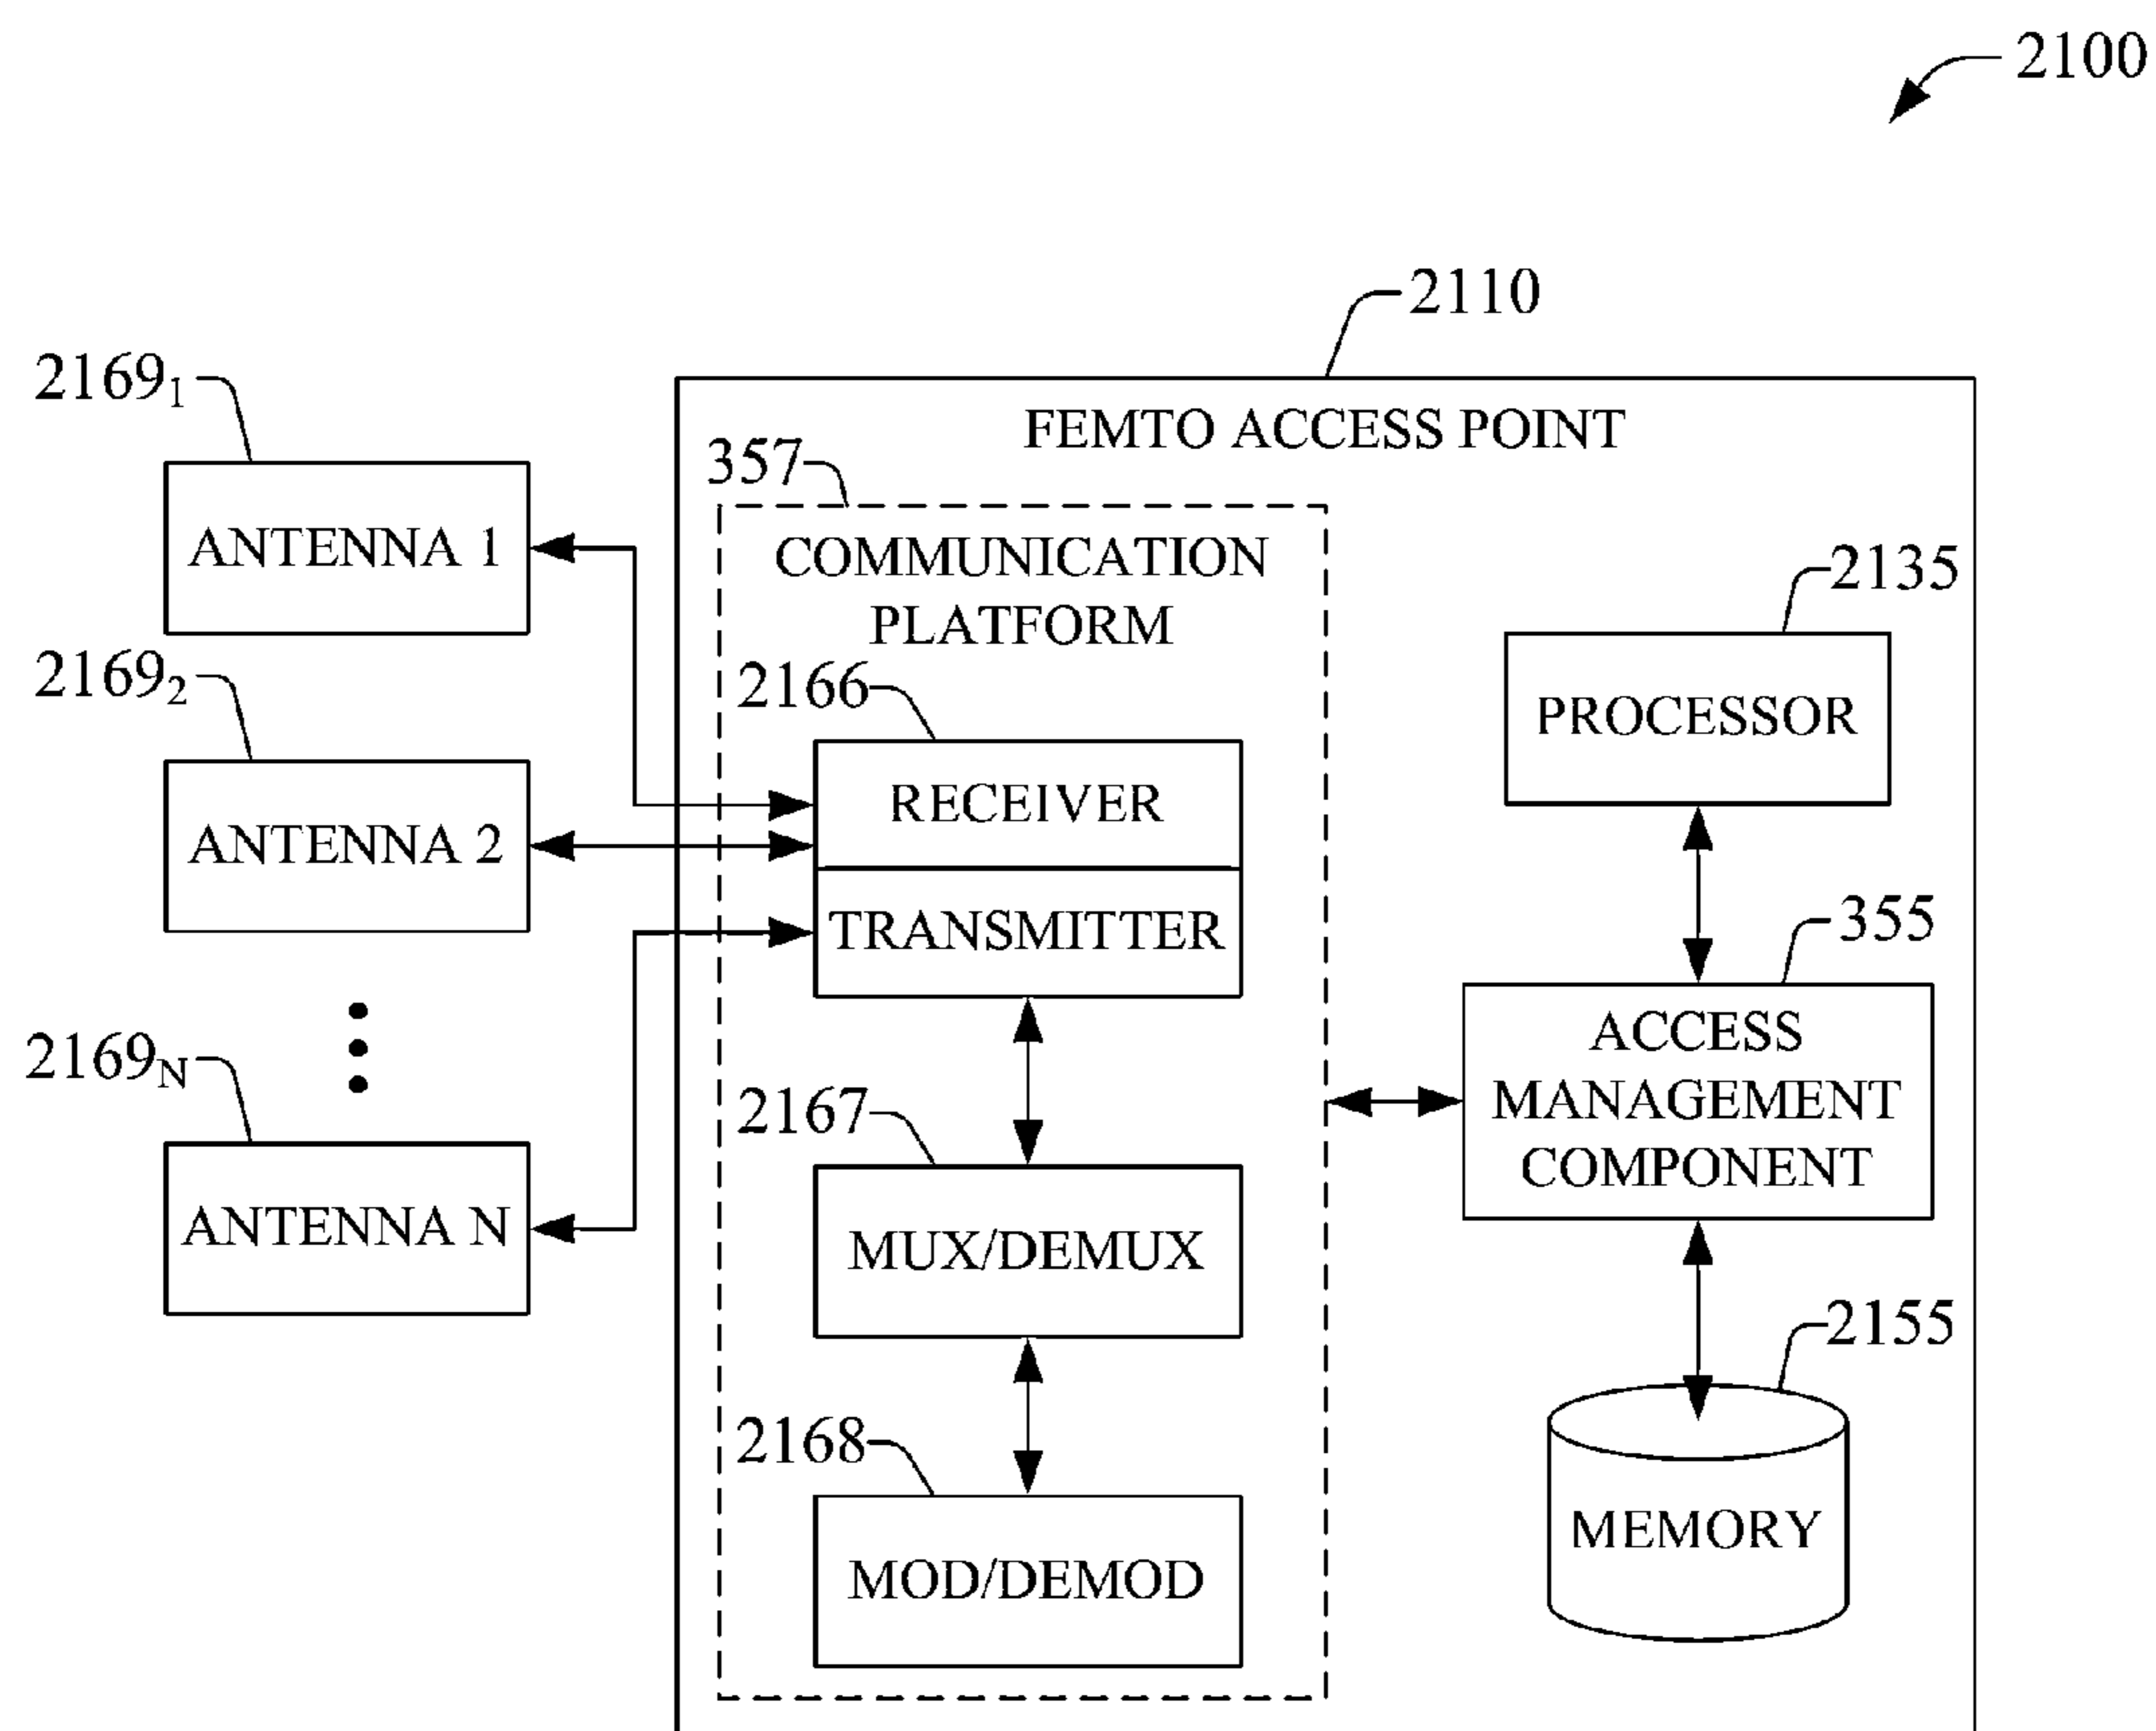 2100
2110
FEMTO ACCESS POINT
2169₁
ANTENNA 1
2169₂
ANTENNA 2
2169N
ANTENNA N
357
COMMUNICATION
PLATFORM
2166
RECEIVER
TRANSMITTER
2167
MUX/DEMUX
2168
MOD/DEMOD
2135
PROCESSOR
355
ACCESS
MANAGEMENT
COMPONENT
2155
MEMORY